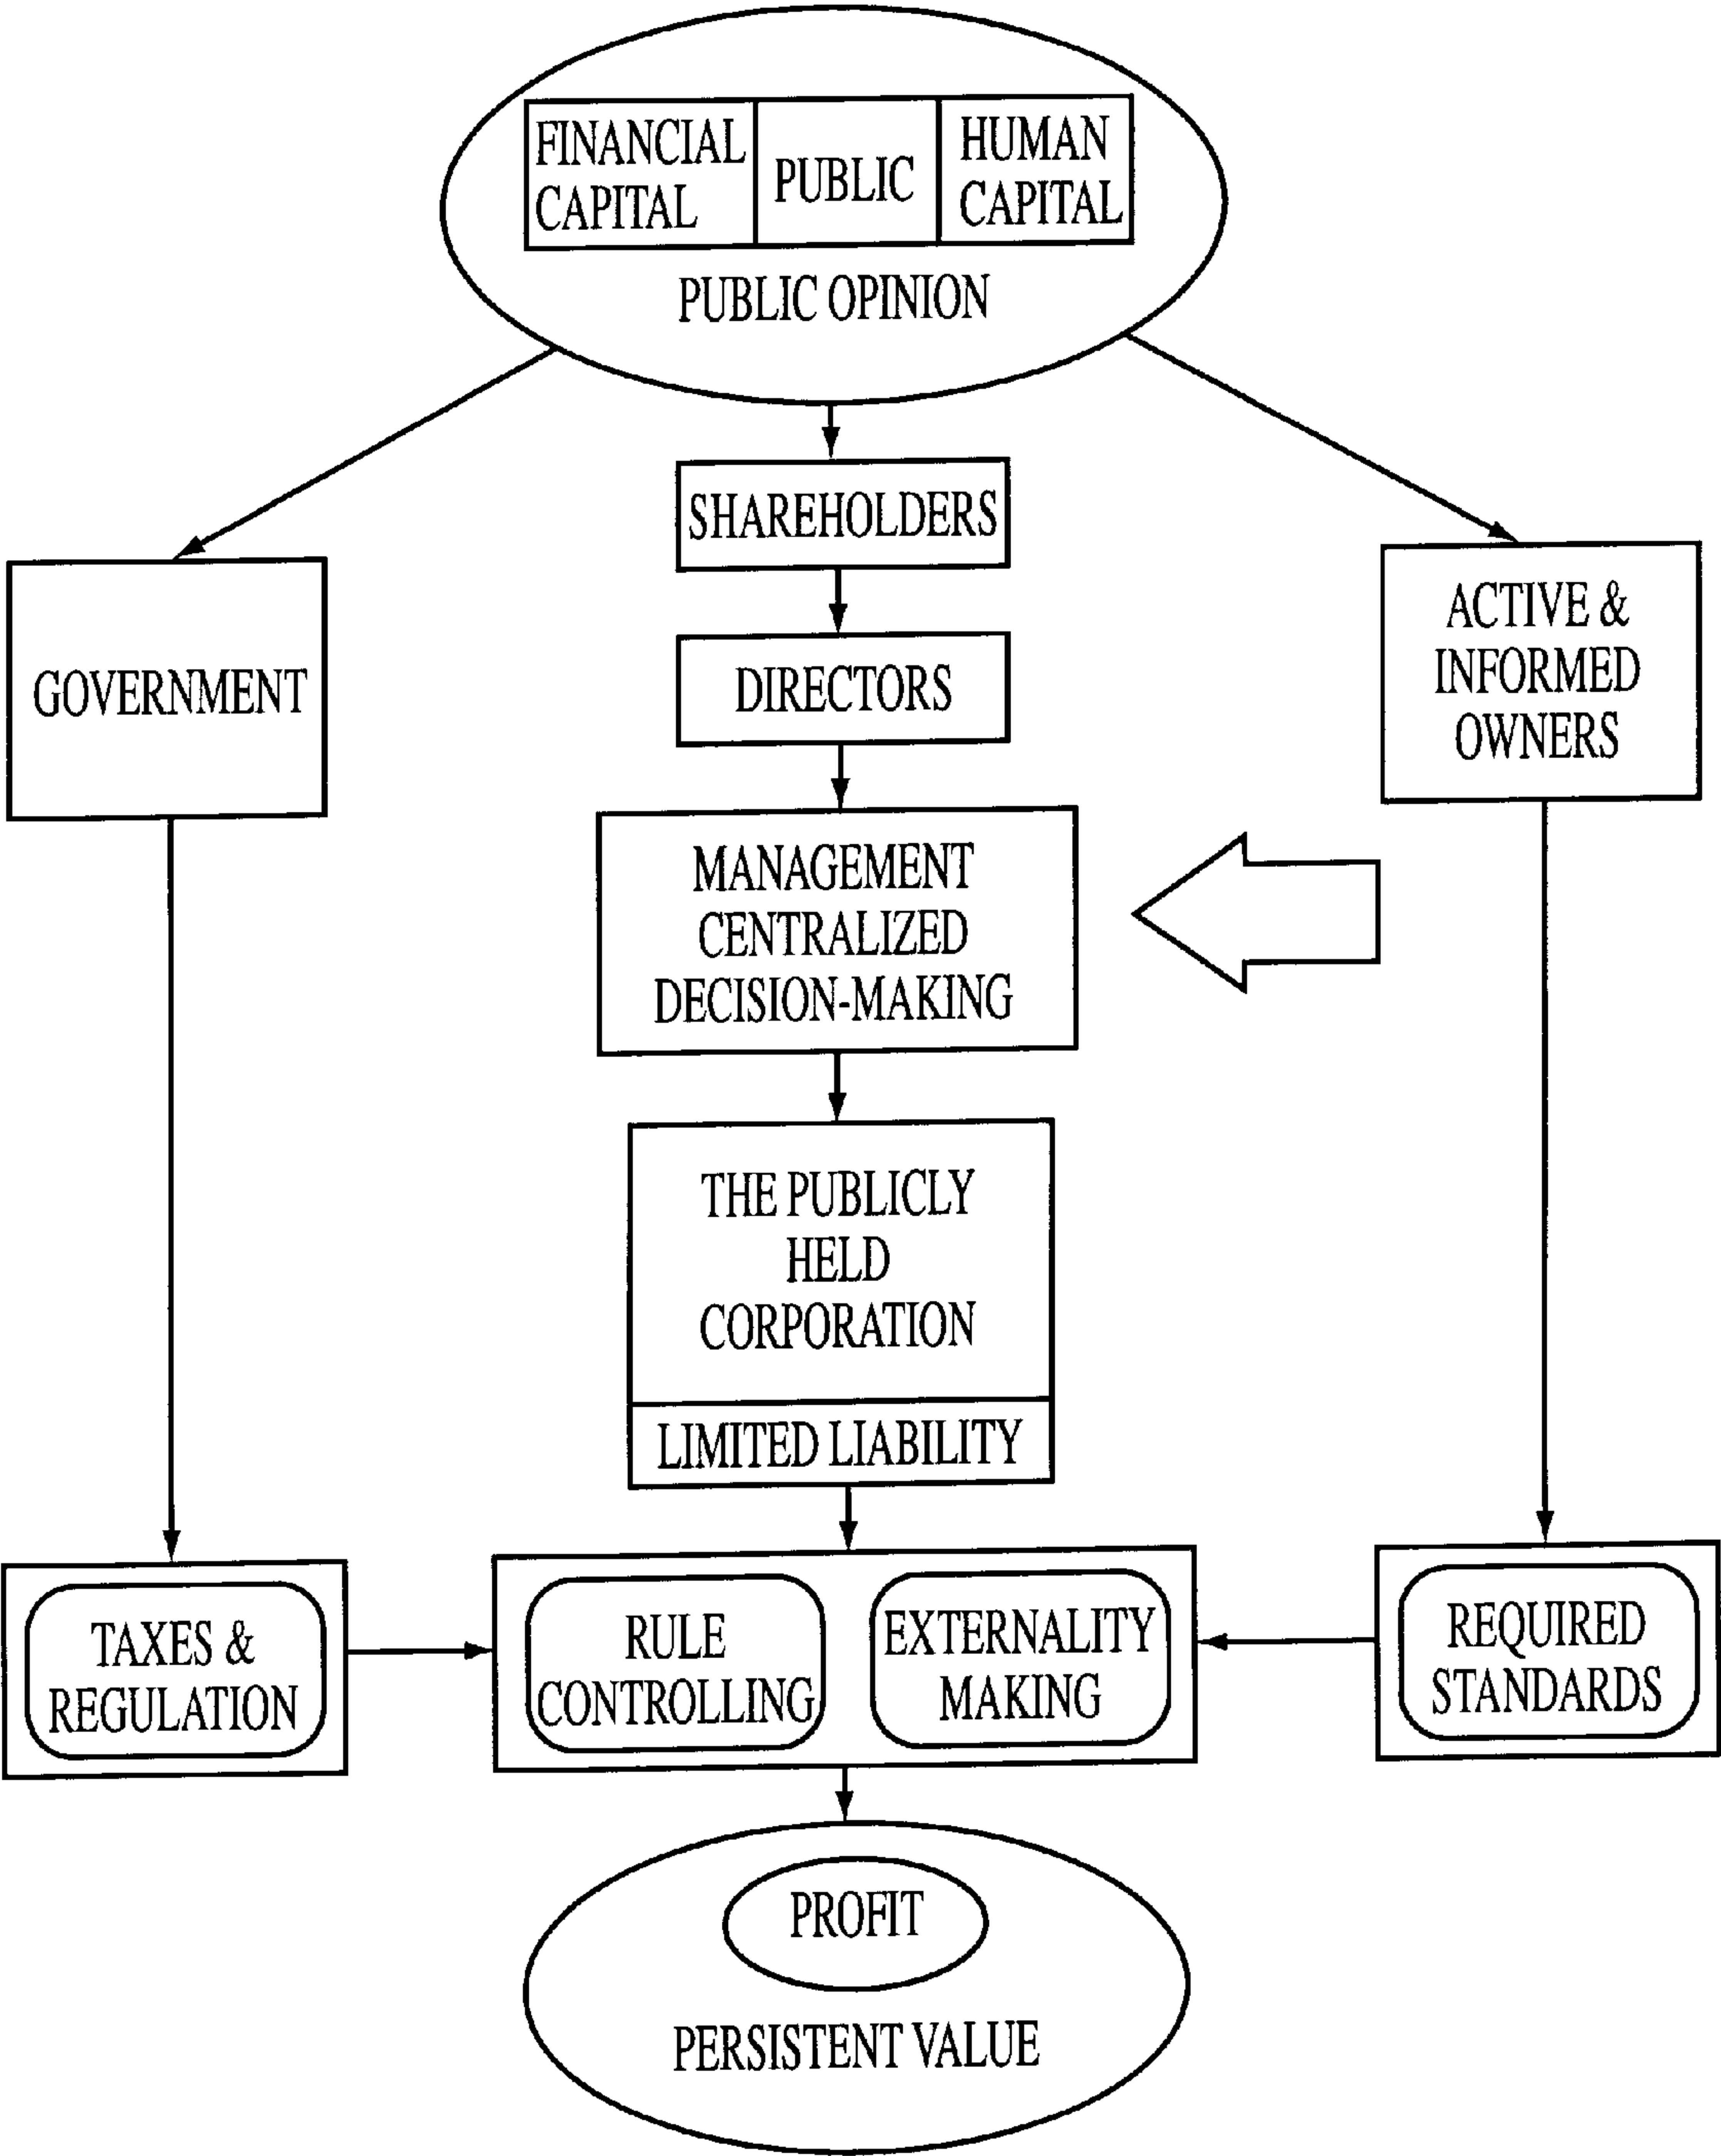 FINANCIAL
CAPITAL
PUBLIC
HUMAN
CAPITAL
PUBLIC OPINION
SHAREHOLDERS
GOVERNMENT
DIRECTORS
ACTIVE &
INFORMED
OWNERS
MANAGEMENT
CENTRALIZED
DECISION-MAKING
THE PUBLICLY
HELD
CORPORATION
LIMITED LIABILITY
TAXES &
REGULATION
RULE
CONTROLLING
EXTERNALITY
MAKING
REQUIRED
STANDARDS
PROFIT
PERSISTENT VALUE